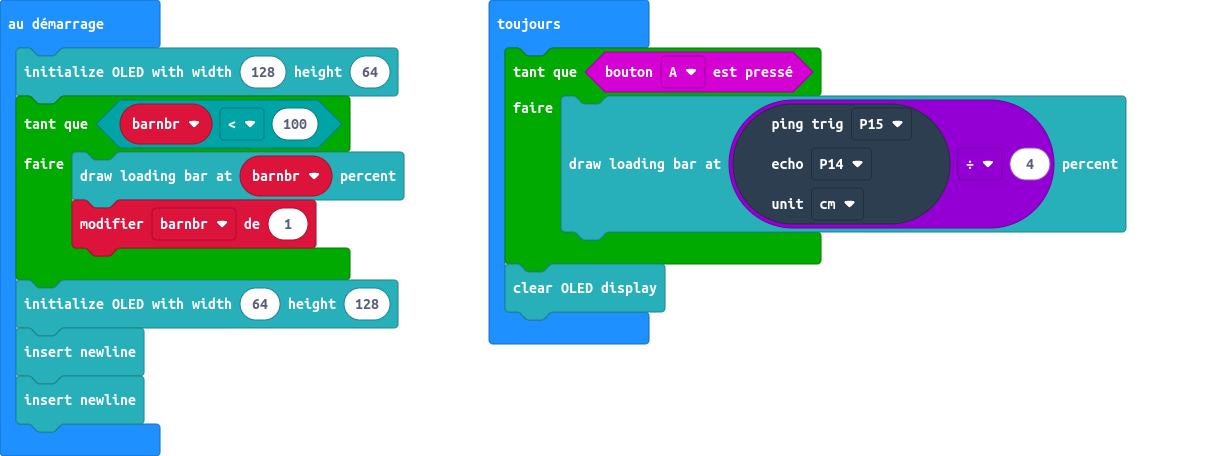 au démarrage
initialize OLED with width 128 height 64
tant que barnbr < 100
faire
draw loading bar at barnbr percent
modifier barnbr de 1
initialize OLED with width 64 height 128
insert newline
insert newline
toujours
tant que bouton A est pressé
faire
draw loading bar at ping trig P15 echo P14 unit cm ÷ 4 percent
clear OLED display